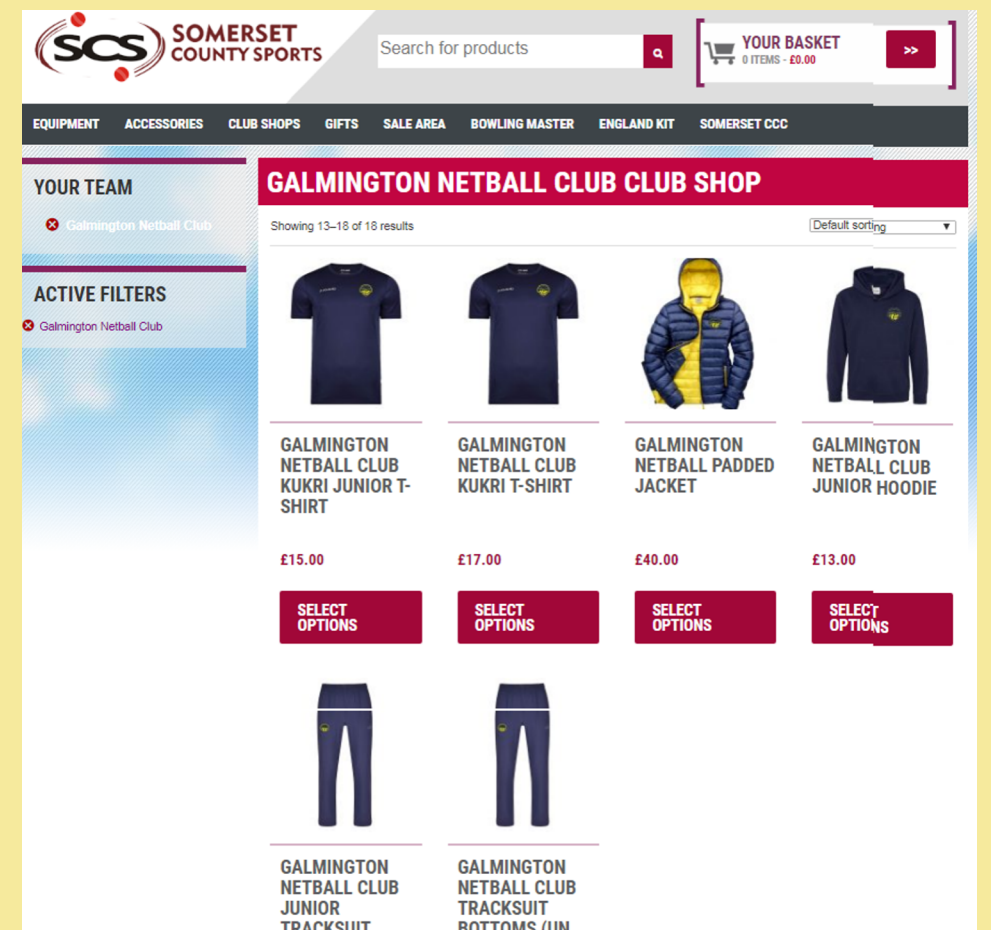 SCS SOMERSET
COUNTY SPORTS
Search for products
YOUR BASKET
0 ITEMS - £0.00
>>
EQUIPMENT ACCESSORIES CLUB SHOPS GIFTS SALE AREA BOWLING MASTER ENGLAND KIT SOMERSET CCC
YOUR TEAM
Galmington Netball Club
ACTIVE FILTERS
Galmington Netball Club
GALMINGTON NETBALL CLUB CLUB SHOP
Showing 13–18 of 18 results
Default sorting
GALMINGTON
NETBALL CLUB
KUKRI JUNIOR T-
SHIRT
£15.00
SELECT
OPTIONS
GALMINGTON
NETBALL CLUB
KUKRI T-SHIRT
£17.00
SELECT
OPTIONS
GALMINGTON
NETBALL PADDED
JACKET
£40.00
SELECT
OPTIONS
GALMINGTON
NETBALL CLUB
JUNIOR HOODIE
£13.00
SELECT
OPTIONS
GALMINGTON
NETBALL CLUB
JUNIOR
TRACKSUIT
GALMINGTON
NETBALL CLUB
TRACKSUIT
BOTTOMS (UN